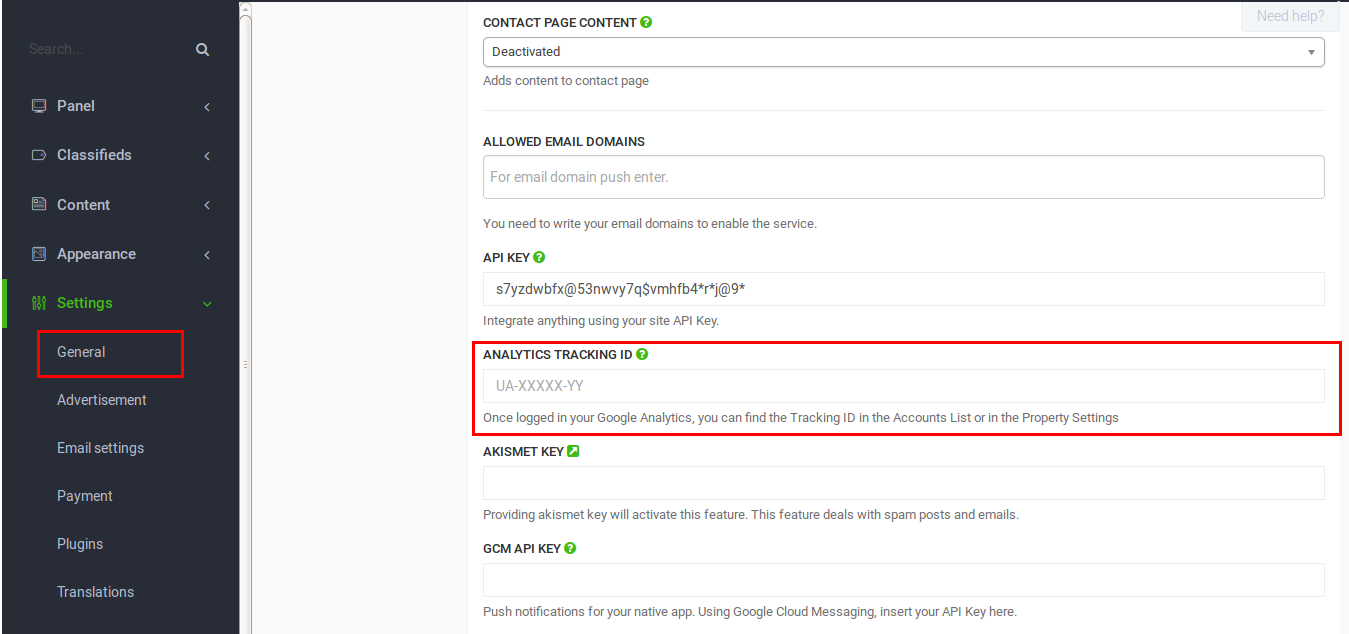 Search...
Panel
Classifieds
Content
Appearance
Settings
General
Advertisement
Email settings
Payment
Plugins
Translations
Need help?
CONTACT PAGE CONTENT
Deactivated
Adds content to contact page
ALLOWED EMAIL DOMAINS
For email domain push enter.
You need to write your email domains to enable the service.
API KEY
s7yzdwbfx@53nwvy7q$vmhfb4*r*j@9*
Integrate anything using your site API Key.
ANALYTICS TRACKING ID
UA-XXXXX-YY
Once logged in your Google Analytics, you can find the Tracking ID in the Accounts List or in the Property Settings
AKISMET KEY
Providing akismet key will activate this feature. This feature deals with spam posts and emails.
GCM API KEY
Push notifications for your native app. Using Google Cloud Messaging, insert your API Key here.